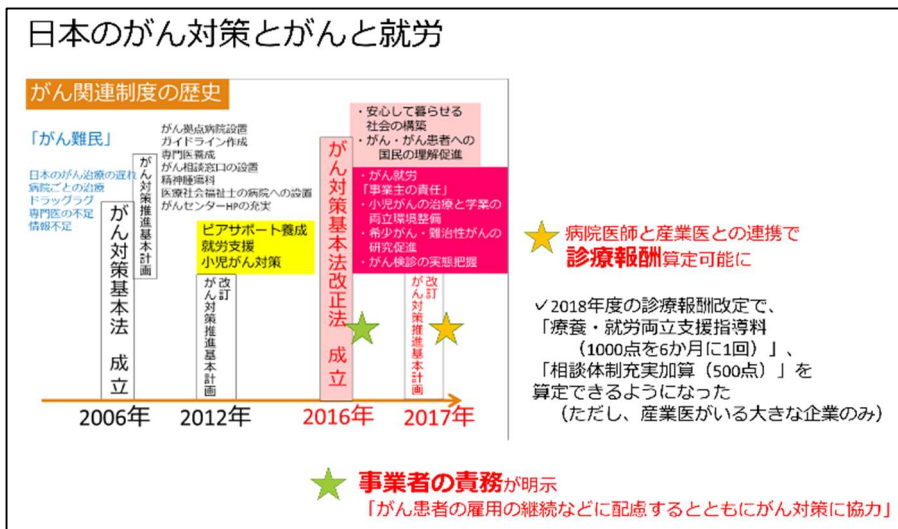 日本のがん対策とがんと就労
がん関連制度の歴史
「がん難民」
日本のがん治療の遅れ
病院ごとの治療
ドラッグラグ
専門医の不足
情報不足
がん対策基本法 成立
がん対策推進基本計画
がん拠点病院設置
ガイドライン作成
専門医養成
がん相談窓口の設置
精神腫瘍科
医療社会福祉士の病院への設置
がんセンターHPの充実
ピアサポート養成
就労支援
小児がん対策
改訂
がん対策推進基本計画
がん対策基本法改正法 成立
・安心して暮らせる
社会の構築
・がん・がん患者への
国民の理解促進
・がん就労
「事業主の責任」
・小児がんの治療と学業の
両立環境整備
・希少がん・難治性がんの
研究促進
・がん検診の実態把握
改訂
がん対策推進基本計画
2006年
2012年
2016年
2017年
病院医師と産業医との連携で
診療報酬算定可能に
✓2018年度の診療報酬改定で、
「療養・就労両立支援指導料
（1000点を6か月に1回）」、
「相談体制充実加算（500点）」を
算定できるようになった
（ただし、産業医がいる大きな企業のみ）
事業者の責務が明示
「がん患者の雇用の継続などに配慮するとともにがん対策に協力」